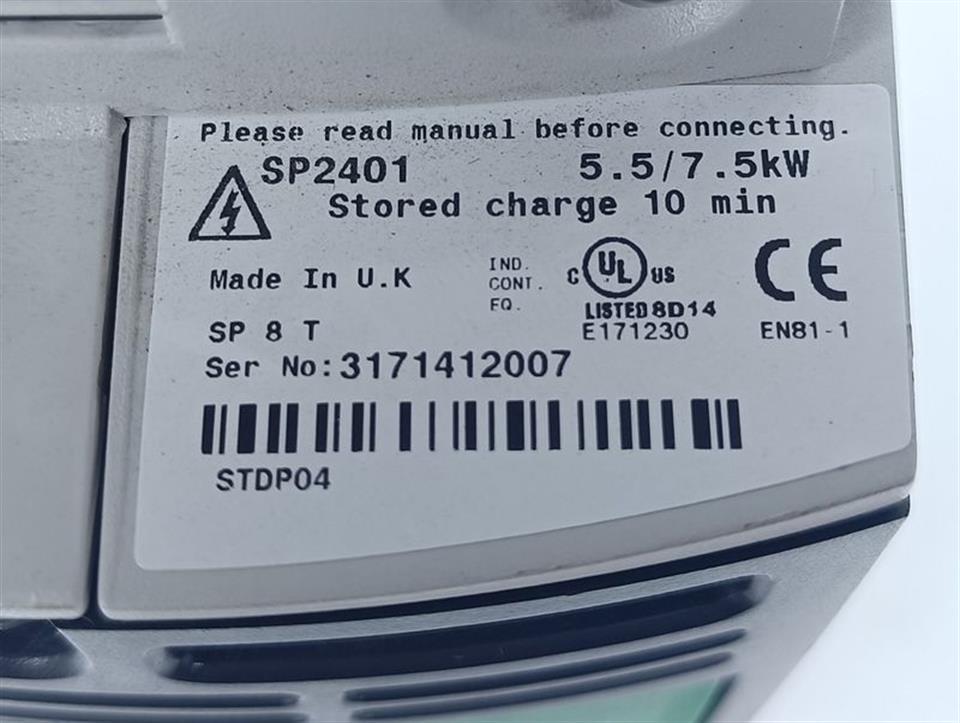 Please read manual before connecting.
SP2401 5.5/7.5kW
Stored charge 10 min
Made In U.K
IND.
CONT.
EQ.
C UL US
LISTED 8D14
E171230
CE
EN81-1
SP 8 T
Ser No: 3171412007
STDP04